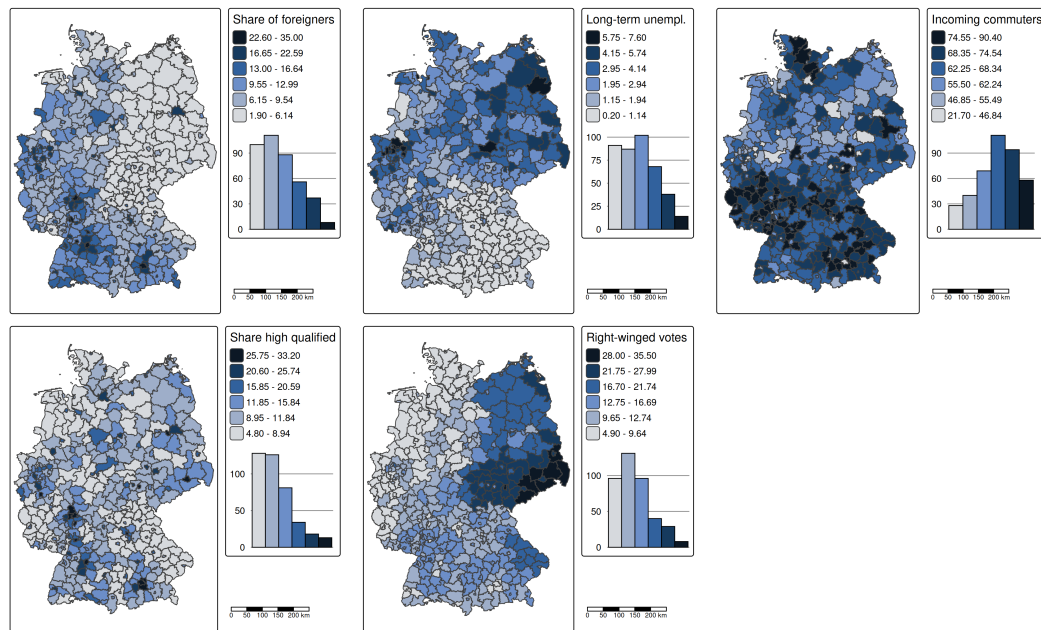 Share of foreigners
22.60 - 35.00
16.65 - 22.59
13.00 - 16.64
9.55 - 12.99
6.15 - 9.54
1.90 - 6.14
90
60
30
0
0 50 100 150 200 km
Long-term unempl.
5.75 - 7.60
4.15 - 5.74
2.95 - 4.14
1.95 - 2.94
1.15 - 1.94
0.20 - 1.14
100
75
50
25
0
0 50 100 150 200 km
Incoming commuters
74.55 - 90.40
68.35 - 74.54
62.25 - 68.34
55.50 - 62.24
46.85 - 55.49
21.70 - 46.84
90
60
30
0
0 50 100 150 200 km
Share high qualified
25.75 - 33.20
20.60 - 25.74
15.85 - 20.59
11.85 - 15.84
8.95 - 11.84
4.80 - 8.94
100
50
0
0 50 100 150 200 km
Right-winged votes
28.00 - 35.50
21.75 - 27.99
16.70 - 21.74
12.75 - 16.69
9.65 - 12.74
4.90 - 9.64
100
50
0
0 50 100 150 200 km